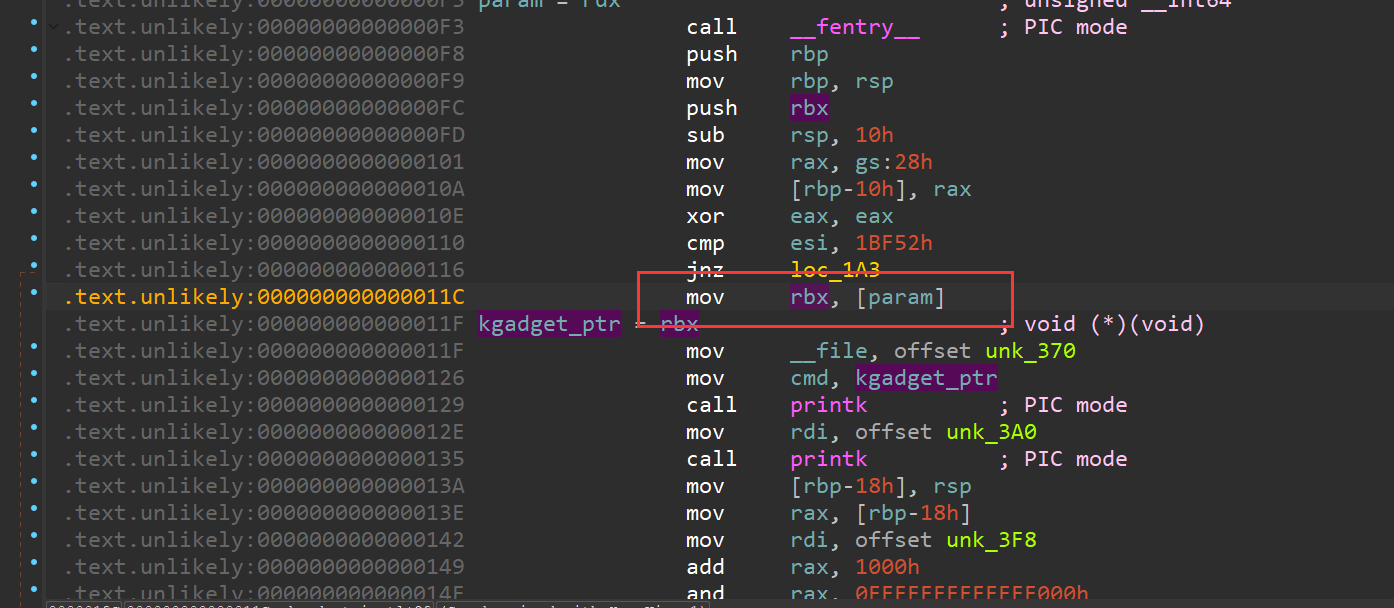 param = rdx ; unsigned __int64
.text.unlikely:00000000000000F3 call __fentry__ ; PIC mode
.text.unlikely:00000000000000F8 push rbp
.text.unlikely:00000000000000F9 mov rbp, rsp
.text.unlikely:00000000000000FC push rbx
.text.unlikely:00000000000000FD sub rsp, 10h
.text.unlikely:0000000000000101 mov rax, gs:28h
.text.unlikely:000000000000010A mov [rbp-10h], rax
.text.unlikely:000000000000010E xor eax, eax
.text.unlikely:0000000000000110 cmp esi, 1BF52h
.text.unlikely:0000000000000116 jnz loc_1A3
.text.unlikely:000000000000011C mov rbx, [param]
.text.unlikely:000000000000011F kgadget_ptr = rbx ; void (*)(void)
.text.unlikely:000000000000011F mov __file, offset unk_370
.text.unlikely:0000000000000126 mov cmd, kgadget_ptr
.text.unlikely:0000000000000129 call printk ; PIC mode
.text.unlikely:000000000000012E mov rdi, offset unk_3A0
.text.unlikely:0000000000000135 call printk ; PIC mode
.text.unlikely:000000000000013A mov [rbp-18h], rsp
.text.unlikely:000000000000013E mov rax, [rbp-18h]
.text.unlikely:0000000000000142 mov rdi, offset unk_3F8
.text.unlikely:0000000000000149 add rax, 1000h
.text.unlikely:000000000000014F and rax, 0FFFFFFFFFFFFF000h